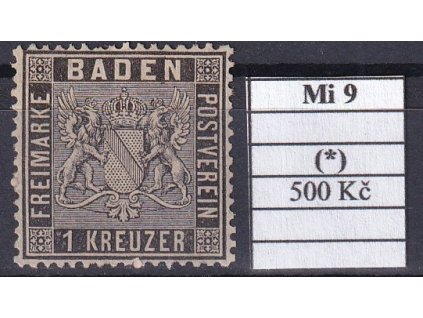 BADEN
FREIMARKE
POSTVEREIN
1 KREUZER
Mi 9
(*)
500 Kč